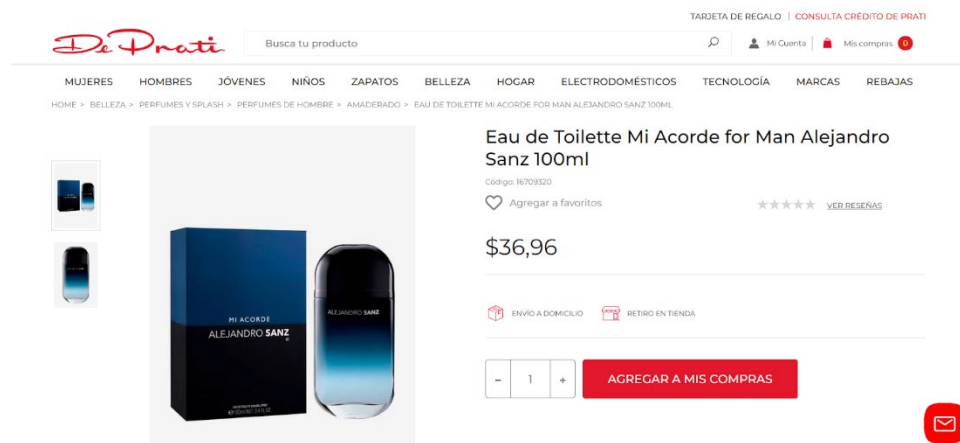 TARJETA DE REGALO | CONSULTA CRÉDITO DE PRATI
De Prati
Busca tu producto
Mi Cuenta
Mis compras 0
MUJERES HOMBRES JÓVENES NIÑOS ZAPATOS BELLEZA HOGAR ELECTRODOMÉSTICOS TECNOLOGÍA MARCAS REBAJAS
HOME > BELLEZA > PERFUMES Y SPLASH > PERFUMES DE HOMBRE > AMADERADO > EAU DE TOILETTE MI ACORDE FOR MAN ALEJANDRO SANZ 100ML
Eau de Toilette Mi Acorde for Man Alejandro
Sanz 100ml
Código: 16709320
Agregar a favoritos
VER RESEÑAS
$36,96
ENVÍO A DOMICILIO
RETIRO EN TIENDA
- 1 +
AGREGAR A MIS COMPRAS
MI ACORDE
ALEJANDRO SANZ
ALEJANDRO SANZ